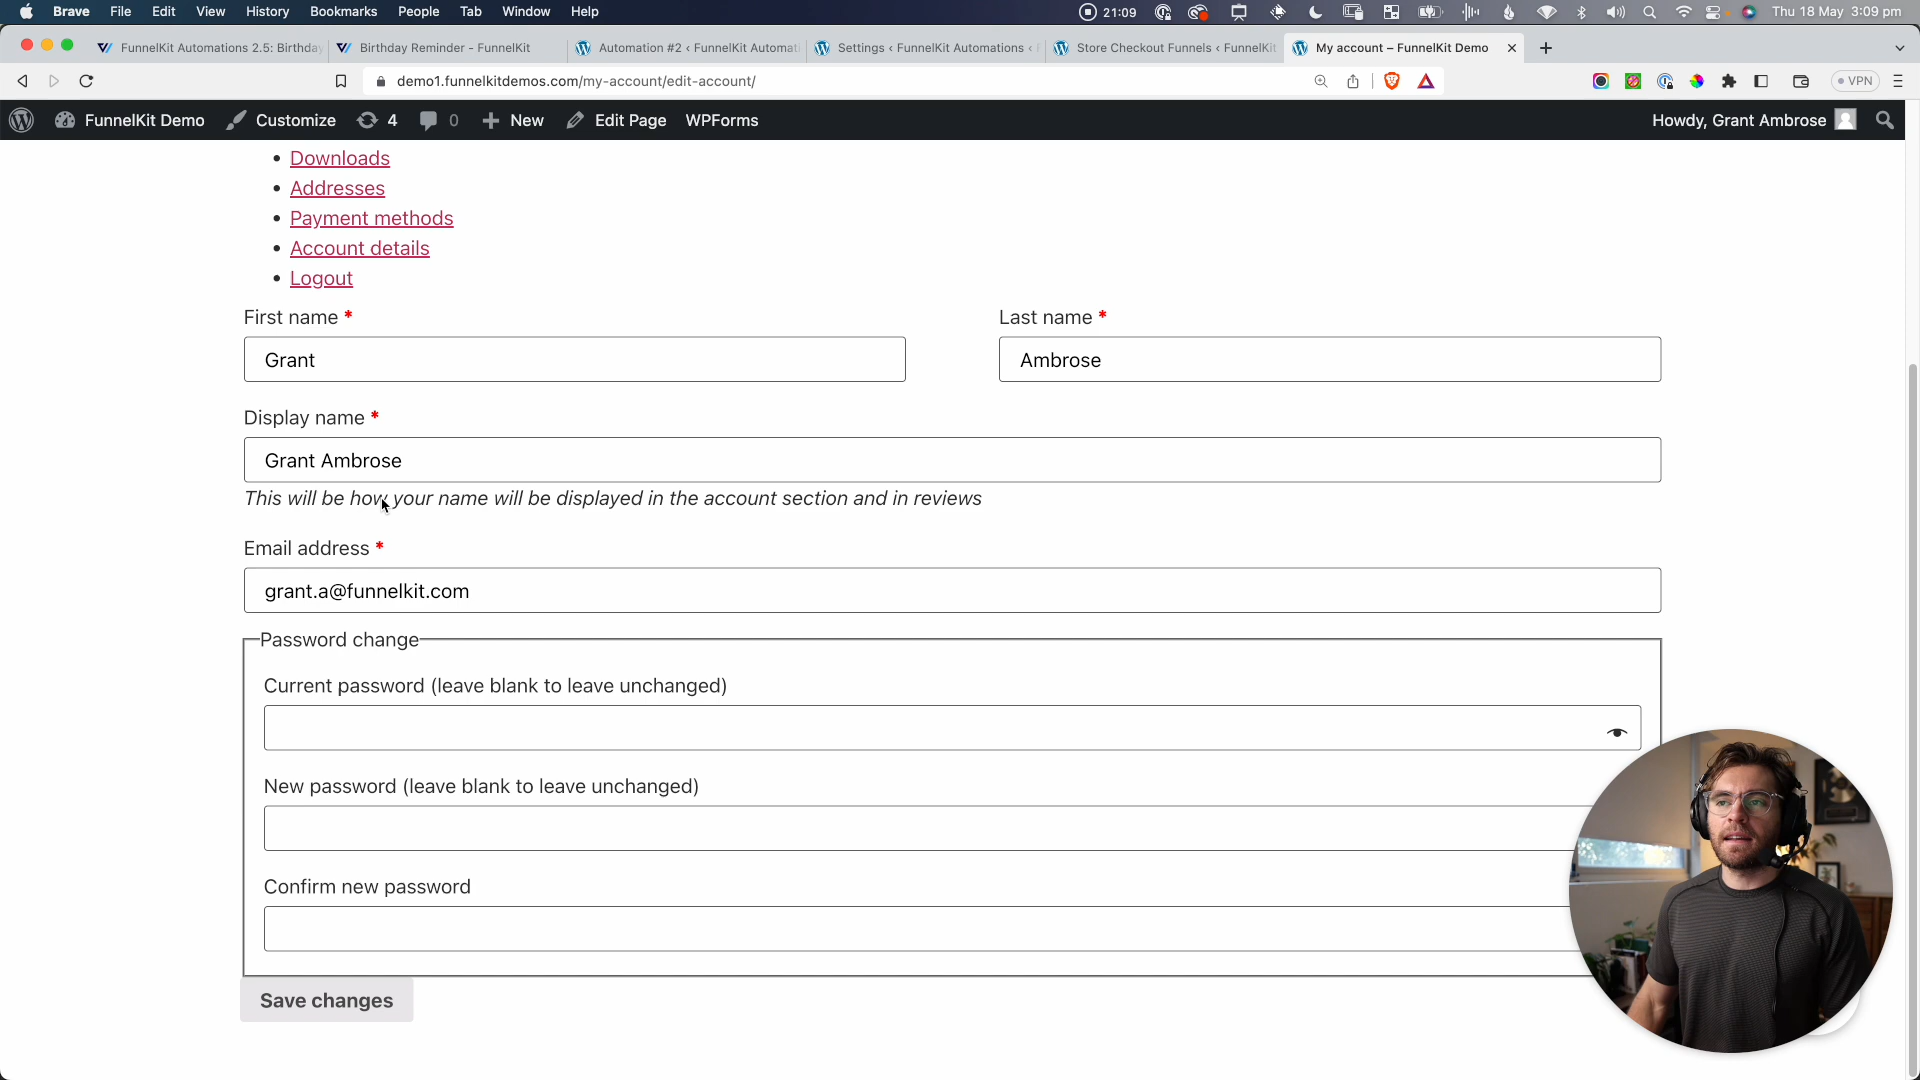 Brave File Edit View History Bookmarks People Tab Window Help 21:09 Thu 18 May 3:09 pm
FunnelKit Automations 2.5: Birthday Birthday Reminder - FunnelKit Automation #2 ‹ FunnelKit Automati Settings ‹ FunnelKit Automations ‹ Store Checkout Funnels ‹ FunnelKit My account – FunnelKit Demo
demo1.funnelkitdemos.com/my-account/edit-account/ VPN
FunnelKit Demo Customize 4 0 New Edit Page WPForms Howdy, Grant Ambrose
Downloads
Addresses
Payment methods
Account details
Logout
First name * Last name *
Grant Ambrose
Display name *
Grant Ambrose
This will be how your name will be displayed in the account section and in reviews
Email address *
grant.a@funnelkit.com
Password change
Current password (leave blank to leave unchanged)
New password (leave blank to leave unchanged)
Confirm new password
Save changes